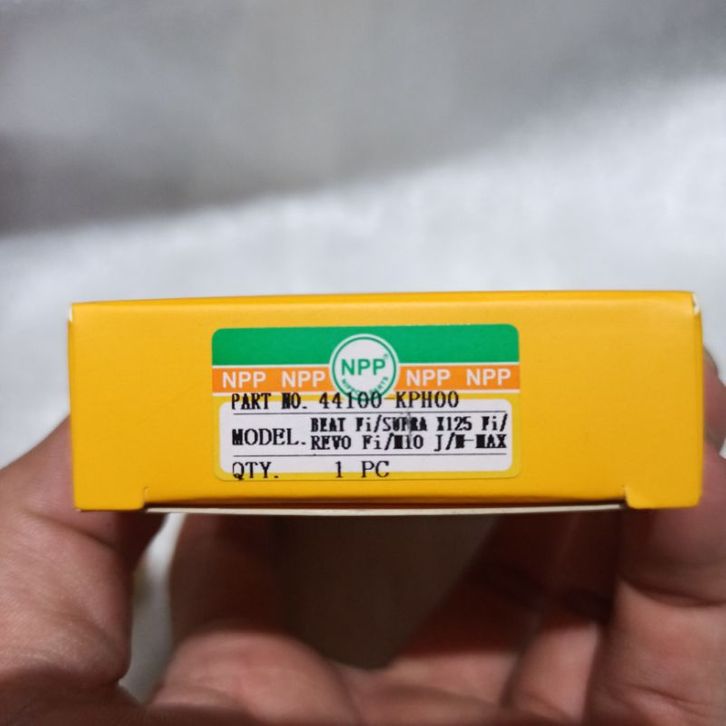 NPP
NPP NPP NPP NPP
PART NO. 44100-KPH00
MODEL. BEAT Fi/SUPRA X125 Fi/
REVO Fi/MIO J/N-MAX
QTY. 1 PC